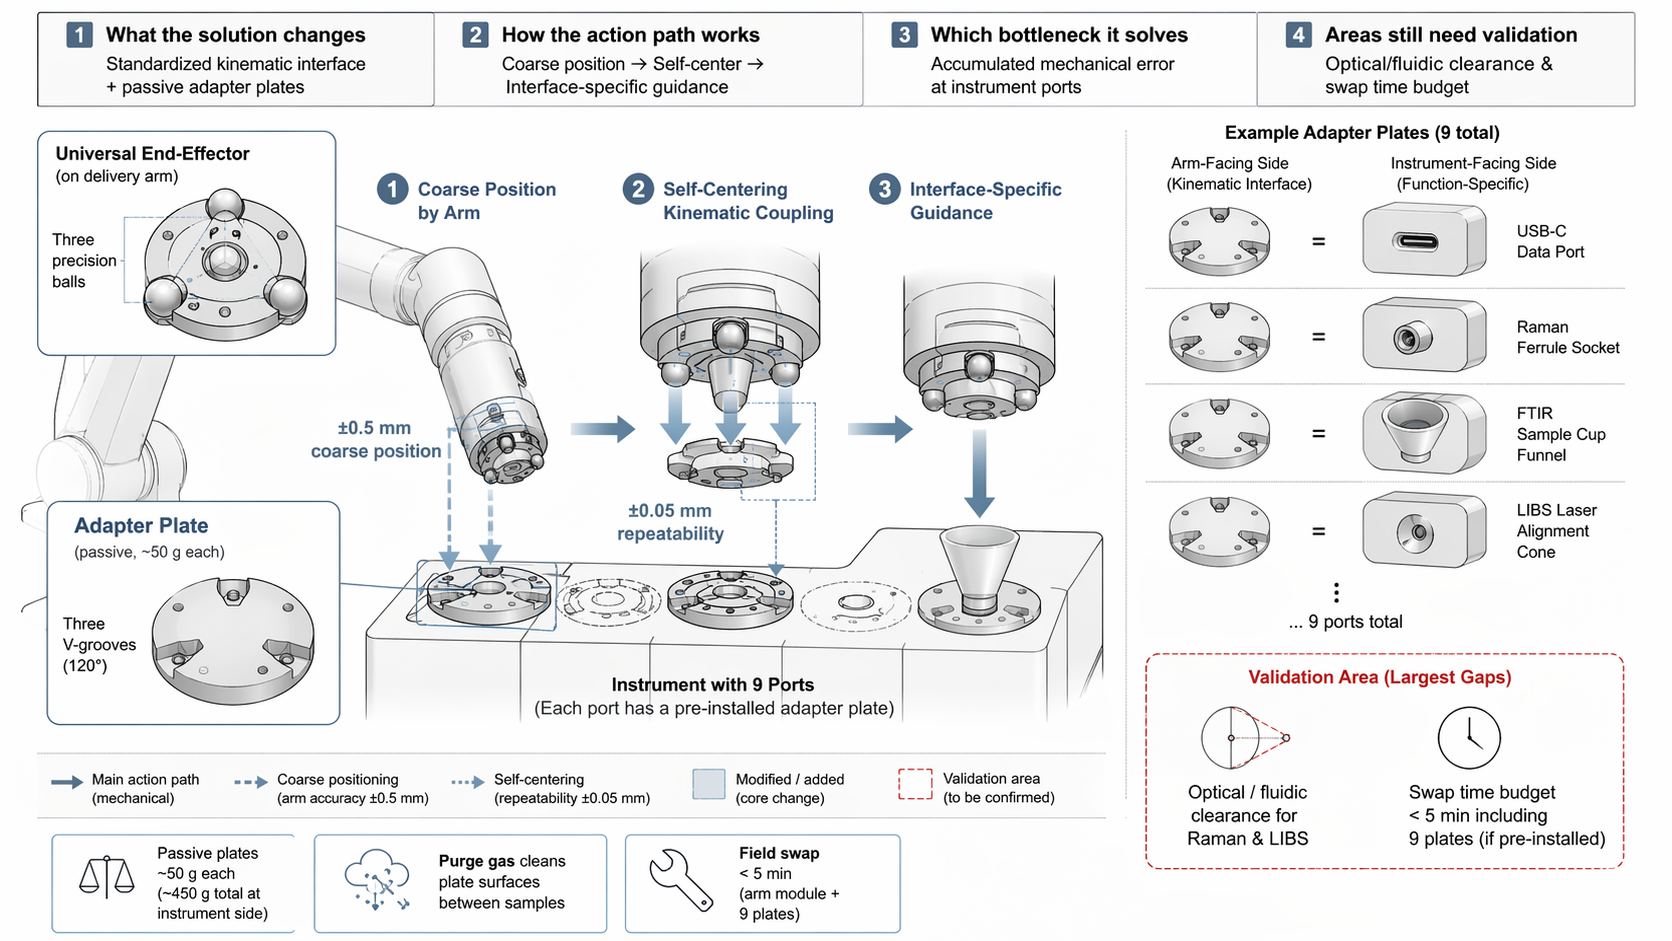 1 What the solution changes
Standardized kinematic interface
+ passive adapter plates
2 How the action path works
Coarse position → Self-center →
Interface-specific guidance
3 Which bottleneck it solves
Accumulated mechanical error
at instrument ports
4 Areas still need validation
Optical/fluidic clearance &
swap time budget
Universal End-Effector
(on delivery arm)
Three
precision
balls
1 Coarse Position
by Arm
2 Self-Centering
Kinematic Coupling
3 Interface-Specific
Guidance
±0.5 mm
coarse position
±0.05 mm
repeatability
Adapter Plate
(passive, ~50 g each)
Three
V-grooves
(120°)
Instrument with 9 Ports
(Each port has a pre-installed adapter plate)
Example Adapter Plates (9 total)
Arm-Facing Side
(Kinematic Interface)
Instrument-Facing Side
(Function-Specific)
=
USB-C
Data Port
=
Raman
Ferrule Socket
=
FTIR
Sample Cup
Funnel
=
LIBS Laser
Alignment
Cone
... 9 ports total
Validation Area (Largest Gaps)
Optical / fluidic
clearance for
Raman & LIBS
Swap time budget
< 5 min including
9 plates (if pre-installed)
Main action path
(mechanical)
Coarse positioning
(arm accuracy ±0.5 mm)
Self-centering
(repeatability ±0.05 mm)
Modified / added
(core change)
Validation area
(to be confirmed)
Passive plates
~50 g each
(~450 g total at
instrument side)
Purge gas cleans
plate surfaces
between samples
Field swap
< 5 min
(arm module +
9 plates)